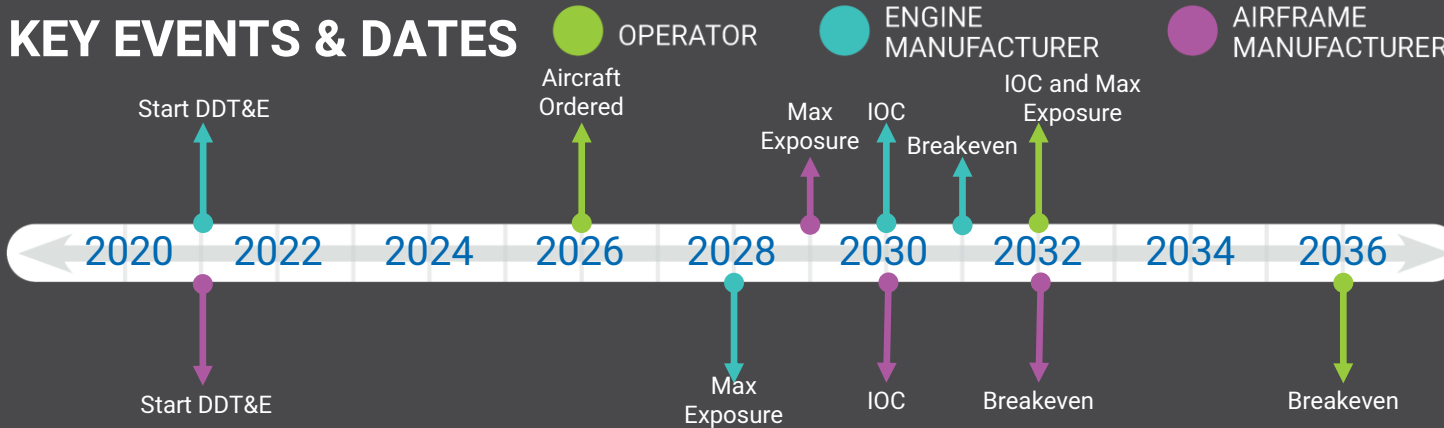 KEY EVENTS & DATES
OPERATOR
ENGINE
MANUFACTURER
AIRFRAME
MANUFACTURER
Start DDT&E
Aircraft
Ordered
Max
Exposure
IOC
Breakeven
IOC and Max
Exposure
2020 2022 2024 2026 2028 2030 2032 2034 2036
Start DDT&E
Max
Exposure
IOC
Breakeven
Breakeven